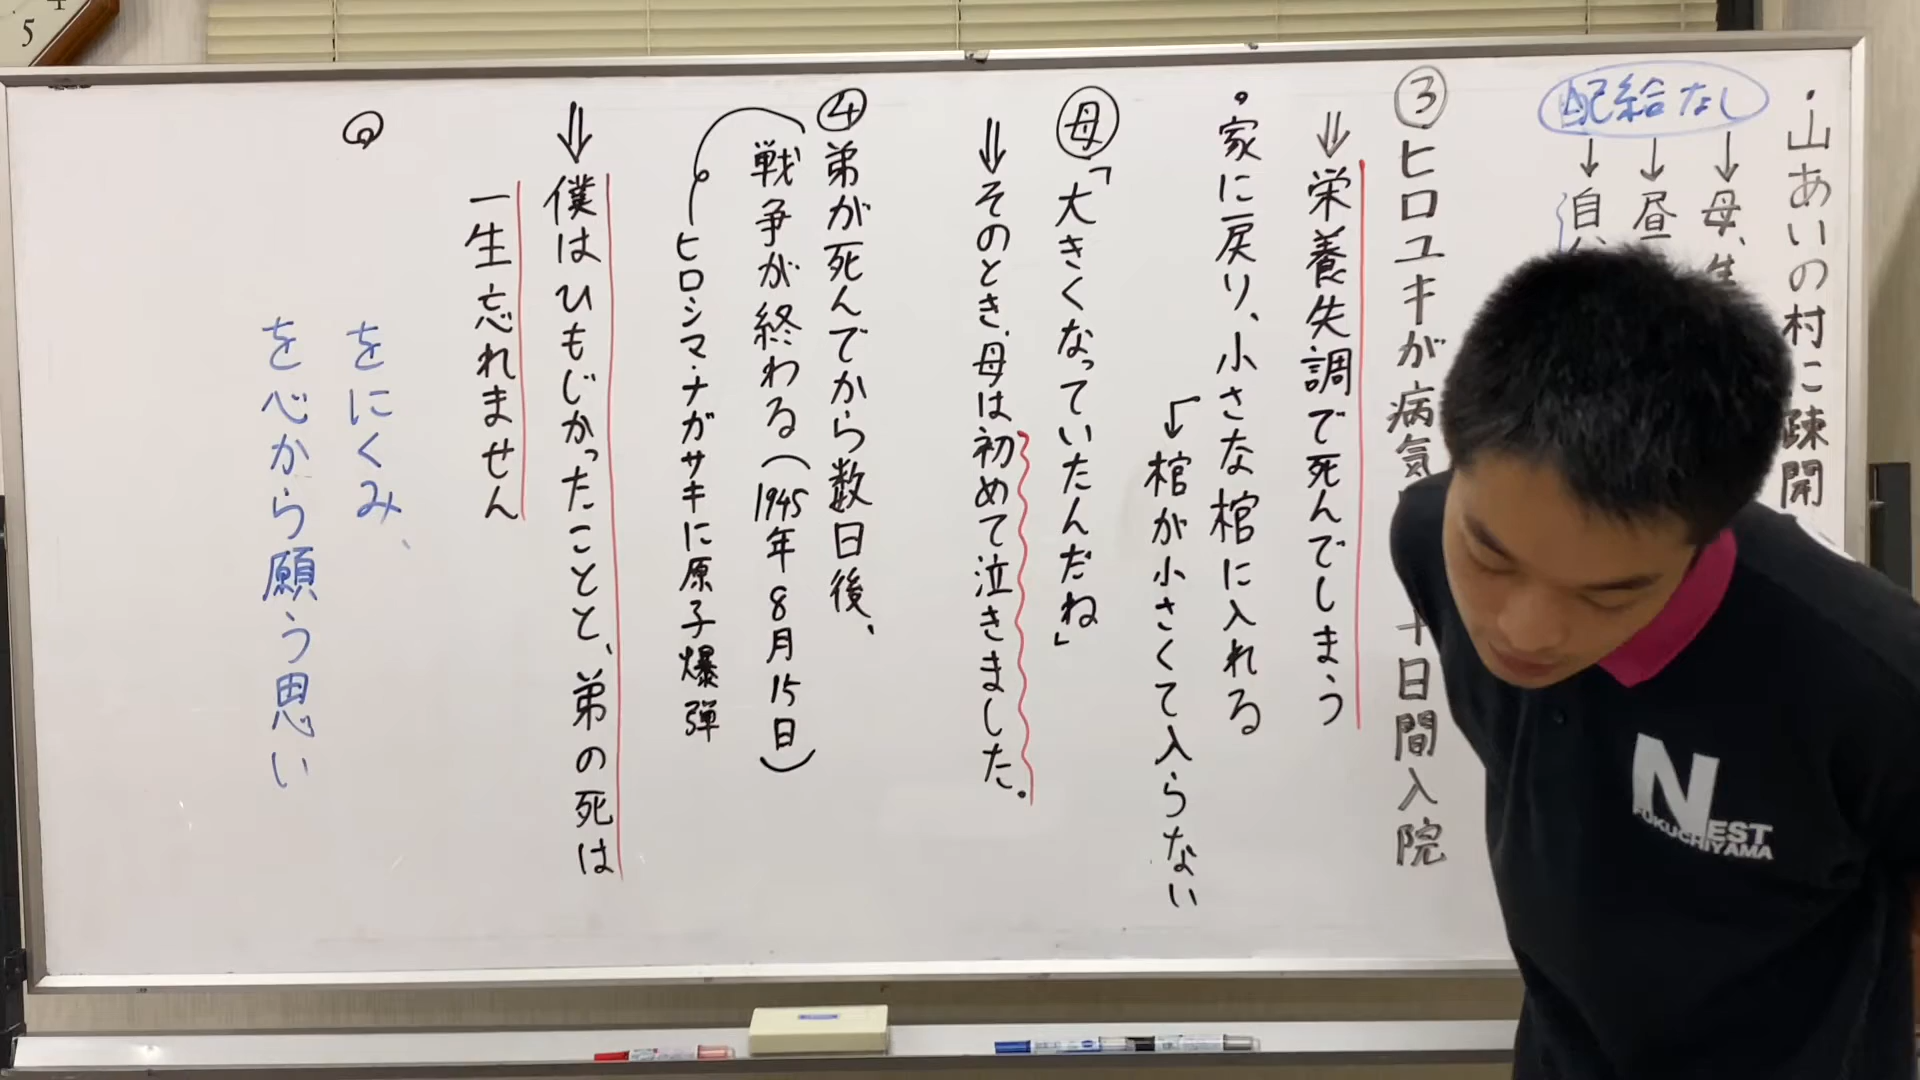 ・山あいの村に疎開
配給なし
↓母、生
↓昼
↓自
③ヒロユキが病気
十日間入院
⇓栄養失調で死んでしまう
・家に戻り、小さな棺に入れる
棺が小さくて入らない
母「大きくなっていたんだね」
⇓そのとき、母は初めて泣きました。
④弟が死んでから数日後、
戦争が終わる(1945年8月15日)
ヒロシマ・ナガサキに原子爆弾
⇓僕はひもじかったことと、弟の死は
一生忘れません
をにくみ、
を心から願う思い
5
NEST
FUKUCHIYAMA